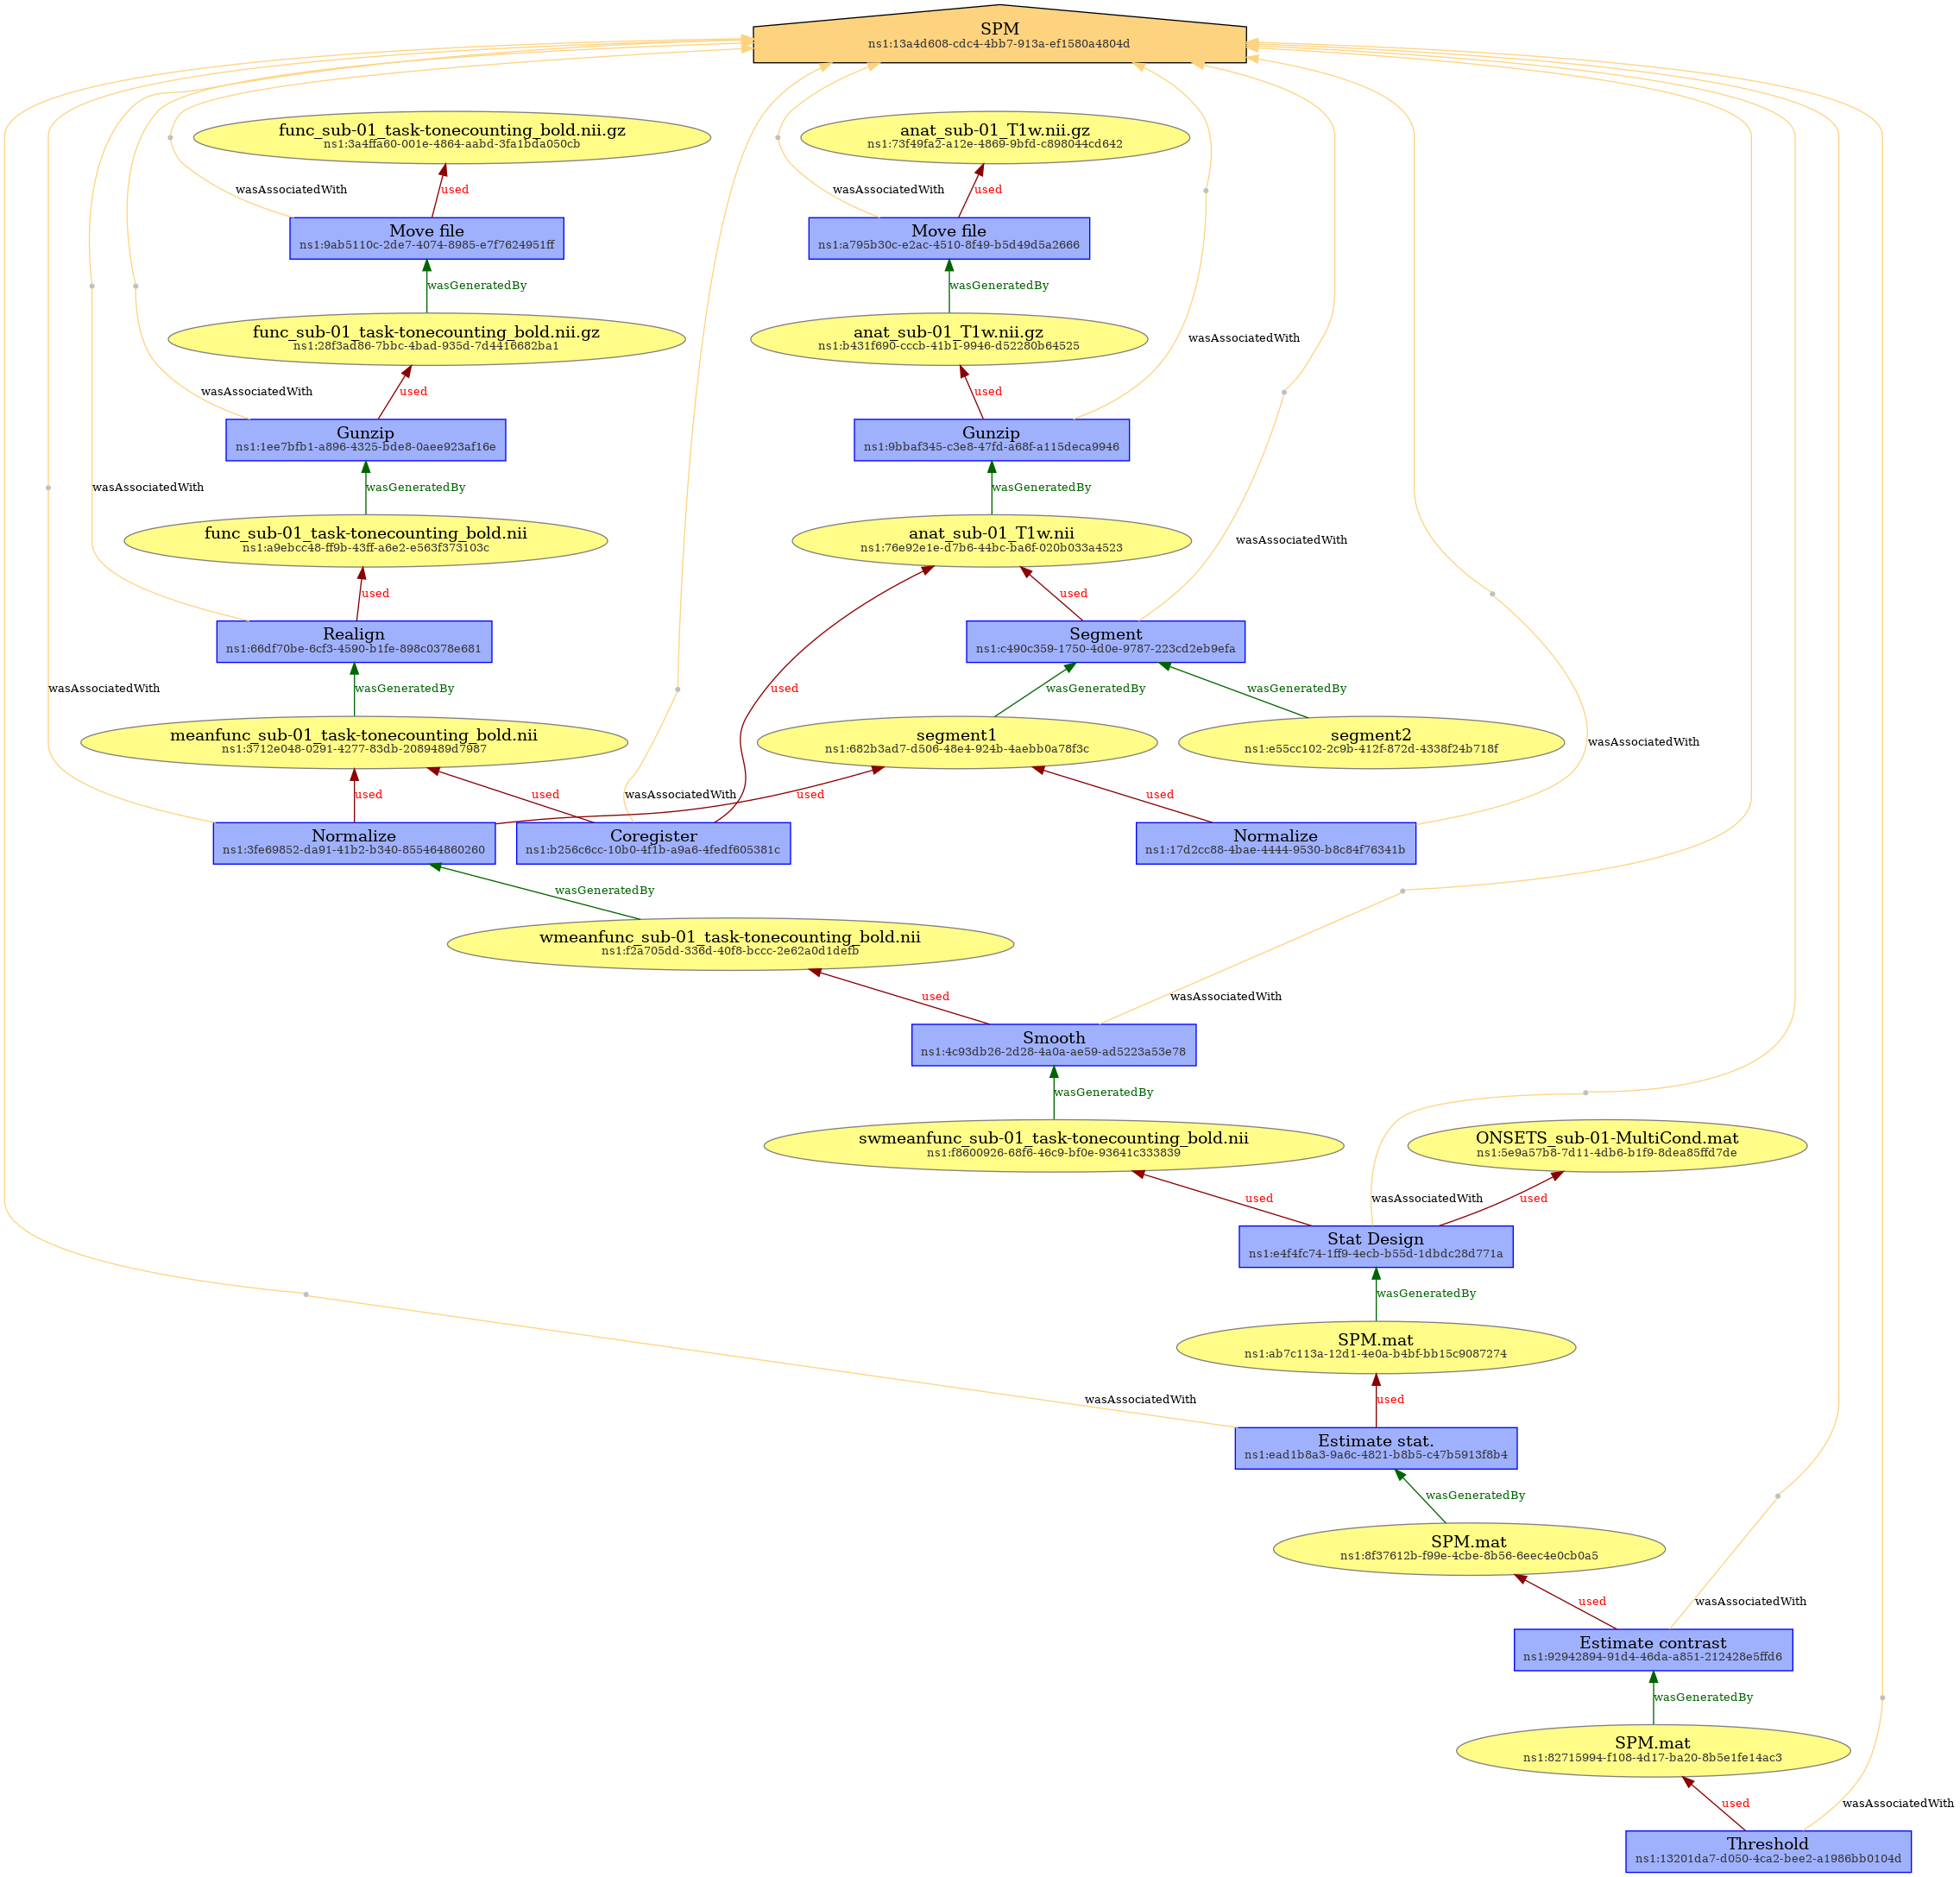 SPM
ns1:13a4d608-cdc4-4bb7-913a-ef1580a4804d
func_sub-01_task-tonecounting_bold.nii.gz
ns1:3a4ffa60-001e-4864-aabd-3fa1bda050cb
anat_sub-01_T1w.nii.gz
ns1:73f49fa2-a12e-4869-9bfd-c898044cd642
wasAssociatedWith
used
wasAssociatedWith
used
Move file
ns1:9ab5110c-2de7-4074-8985-e7f7624951ff
Move file
ns1:a795b30c-e2ac-4510-8f49-b5d49d5a2666
wasGeneratedBy
wasGeneratedBy
func_sub-01_task-tonecounting_bold.nii.gz
ns1:28f3ad86-7bbc-4bad-935d-7d4416682ba1
anat_sub-01_T1w.nii.gz
ns1:b431f690-cccb-41b1-9946-d52280b64525
wasAssociatedWith
wasAssociatedWith
used
used
Gunzip
ns1:1ee7bfb1-a896-4325-bde8-0aee923af16e
Gunzip
ns1:9bbaf345-c3e8-47fd-a68f-a115deca9946
wasAssociatedWith
wasGeneratedBy
wasGeneratedBy
func_sub-01_task-tonecounting_bold.nii
ns1:a9ebcc48-ff9b-43ff-a6e2-e563f373103c
anat_sub-01_T1w.nii
ns1:76e92e1e-d7b6-44bc-ba6f-020b033a4523
wasAssociatedWith
used
used
Realign
ns1:66df70be-6cf3-4590-b1fe-898c0378e681
Segment
ns1:c490c359-1750-4d0e-9787-223cd2eb9efa
wasAssociatedWith
wasGeneratedBy
used
wasGeneratedBy
wasGeneratedBy
meanfunc_sub-01_task-tonecounting_bold.nii
ns1:3712e048-0291-4277-83db-2089489d7987
segment1
ns1:682b3ad7-d506-48e4-924b-4aebb0a78f3c
segment2
ns1:e55cc102-2c9b-412f-872d-4338f24b718f
wasAssociatedWith
used
used
wasAssociatedWith
used
used
Normalize
ns1:3fe69852-da91-41b2-b340-855464860260
Coregister
ns1:b256c6cc-10b0-4f1b-a9a6-4fedf605381c
Normalize
ns1:17d2cc88-4bae-4444-9530-b8c84f76341b
wasGeneratedBy
wmeanfunc_sub-01_task-tonecounting_bold.nii
ns1:f2a705dd-336d-40f8-bccc-2e62a0d1defb
used
wasAssociatedWith
Smooth
ns1:4c93db26-2d28-4a0a-ae59-ad5223a53e78
wasGeneratedBy
swmeanfunc_sub-01_task-tonecounting_bold.nii
ns1:f8600926-68f6-46c9-bf0e-93641c333839
ONSETS_sub-01-MultiCond.mat
ns1:5e9a57b8-7d11-4db6-b1f9-8dea85ffd7de
used
wasAssociatedWith
used
Stat Design
ns1:e4f4fc74-1ff9-4ecb-b55d-1dbdc28d771a
wasGeneratedBy
SPM.mat
ns1:ab7c113a-12d1-4e0a-b4bf-bb15c9087274
wasAssociatedWith
used
Estimate stat.
ns1:ead1b8a3-9a6c-4821-b8b5-c47b5913f8b4
wasGeneratedBy
SPM.mat
ns1:8f37612b-f99e-4cbe-8b56-6eec4e0cb0a5
used
wasAssociatedWith
Estimate contrast
ns1:92942894-91d4-46da-a851-212428e5ffd6
wasGeneratedBy
SPM.mat
ns1:82715994-f108-4d17-ba20-8b5e1fe14ac3
used
wasAssociatedWith
Threshold
ns1:13201da7-d050-4ca2-bee2-a1986bb0104d